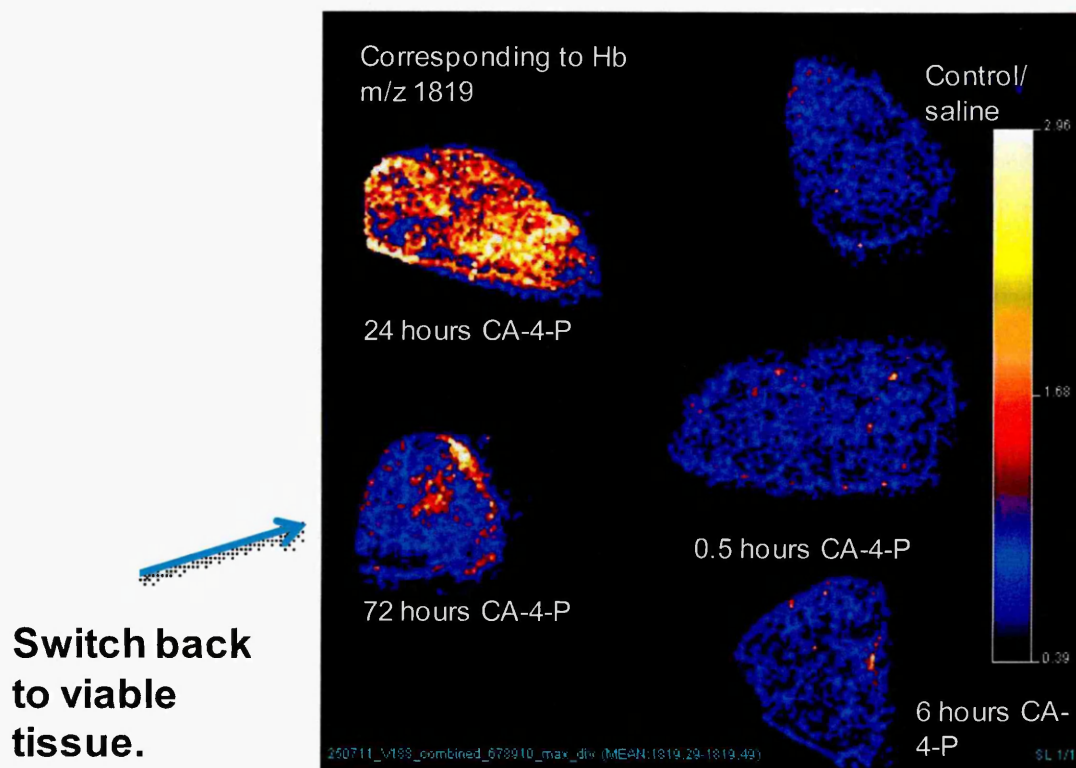 Corresponding to Hb
m/z 1819
Control/
saline
2.96
24 hours CA-4-P
1.68
0.5 hours CA-4-P
72 hours CA-4-P
Switch back
to viable
tissue.
0.39
6 hours CA-
4-P
250711_V188_combined_678910_max_div (MEAN:1819.29-1819.49)
SL 1/1